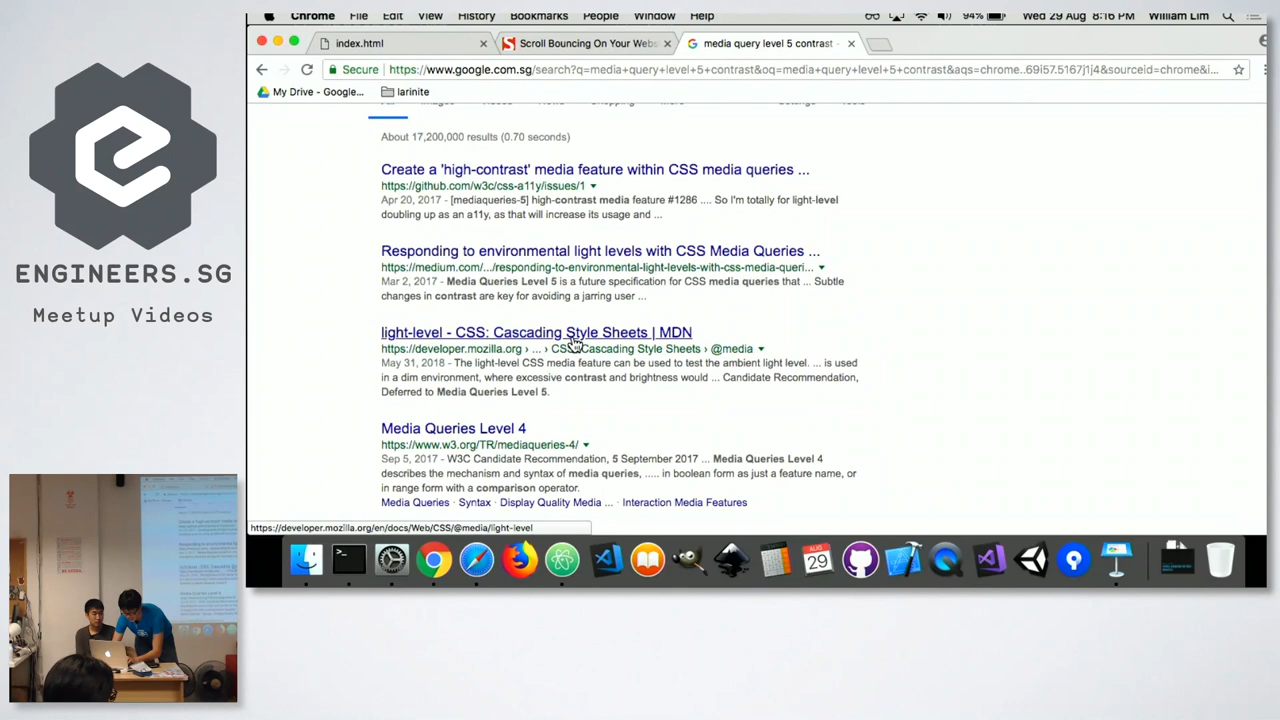 Chrome File Edit View History Bookmarks People Window Help 94% Wed 29 Aug 8:16 PM William Lim
index.html
Scroll Bouncing On Your Webs
media query level 5 contrast -
Secure https://www.google.com.sg/search?q=media+query+level+5+contrast&oq=media+query+level+5+contrast&aqs=chrome..69i57.5167j1j4&sourceid=chrome&i...
My Drive - Google... larinite
About 17,200,000 results (0.70 seconds)
Create a 'high-contrast' media feature within CSS media queries ...
https://github.com/w3c/css-a11y/issues/1
Apr 20, 2017 - [mediaqueries-5] high-contrast media feature #1286 .... So I'm totally for light-level
doubling up as an a11y, as that will increase its usage and ...
Responding to environmental light levels with CSS Media Queries ...
https://medium.com/.../responding-to-environmental-light-levels-with-css-media-queri...
Mar 2, 2017 - Media Queries Level 5 is a future specification for CSS media queries that ... Subtle
changes in contrast are key for avoiding a jarring user ...
light-level - CSS: Cascading Style Sheets | MDN
https://developer.mozilla.org › ... › CSS: Cascading Style Sheets › @media
May 31, 2018 - The light-level CSS media feature can be used to test the ambient light level. ... is used
in a dim environment, where excessive contrast and brightness would ... Candidate Recommendation,
Deferred to Media Queries Level 5.
Media Queries Level 4
https://www.w3.org/TR/mediaqueries-4/
Sep 5, 2017 - W3C Candidate Recommendation, 5 September 2017 ... Media Queries Level 4
describes the mechanism and syntax of media queries, ..... in boolean form as just a feature name, or
in range form with a comparison operator.
Media Queries · Syntax · Display Quality Media ... · Interaction Media Features
https://developer.mozilla.org/en/docs/Web/CSS/@media/light-level
AUG
29
ENGINEERS.SG
Meetup Videos